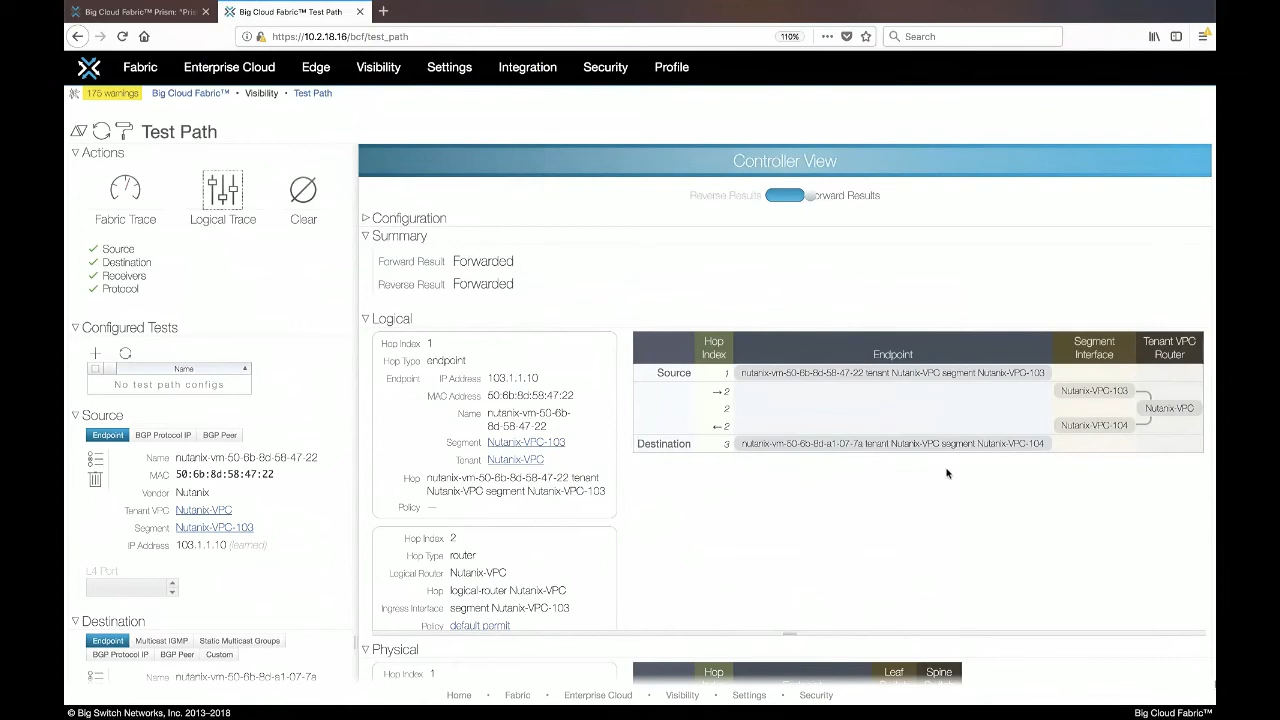 Big Cloud Fabric™ Prism: "Pris
Big Cloud Fabric™ Test Path
https://10.2.18.16/bcf/test_path
110%
Search
Fabric
Enterprise Cloud
Edge
Visibility
Settings
Integration
Security
Profile
175 warnings
Big Cloud Fabric™ • Visibility • Test Path
Test Path
Actions
Fabric Trace
Logical Trace
Clear
Source
Destination
Receivers
Protocol
Configured Tests
Name
No test path configs
Source
Endpoint
BGP Protocol IP
BGP Peer
Name nutanix-vm-50-6b-8d-58-47-22
MAC 50:6b:8d:58:47:22
Vendor Nutanix
Tenant VPC Nutanix-VPC
Segment Nutanix-VPC-103
IP Address 103.1.1.10 (learned)
L4 Port
Destination
Endpoint
Multicast IGMP
Static Multicast Groups
BGP Protocol IP
BGP Peer
Custom
Name nutanix-vm-50-6b-8d-a1-07-7a
Controller View
Reverse Results
orward Results
Configuration
Summary
Forward Result Forwarded
Reverse Result Forwarded
Logical
Hop Index 1
Hop Type endpoint
Endpoint IP Address 103.1.1.10
MAC Address 50:6b:8d:58:47:22
Name nutanix-vm-50-6b-
8d-58-47-22
Segment Nutanix-VPC-103
Tenant Nutanix-VPC
Hop nutanix-vm-50-6b-8d-58-47-22 tenant
Nutanix-VPC segment Nutanix-VPC-103
Policy —
Hop Index 2
Hop Type router
Logical Router Nutanix-VPC
Hop logical-router Nutanix-VPC
Ingress Interface segment Nutanix-VPC-103
Policy default permit
Hop Index
Endpoint
Segment Interface
Tenant VPC Router
Source 1 nutanix-vm-50-6b-8d-58-47-22 tenant Nutanix-VPC segment Nutanix-VPC-103
→ 2 Nutanix-VPC-103
2 Nutanix-VPC
← 2 Nutanix-VPC-104
Destination 3 nutanix-vm-50-6b-8d-a1-07-7a tenant Nutanix-VPC segment Nutanix-VPC-104
Physical
Hop Index 1
Hop
Leaf
Spine
Home • Fabric • Enterprise Cloud • Visibility • Settings • Security
© Big Switch Networks, Inc. 2013–2018
Big Cloud Fabric™